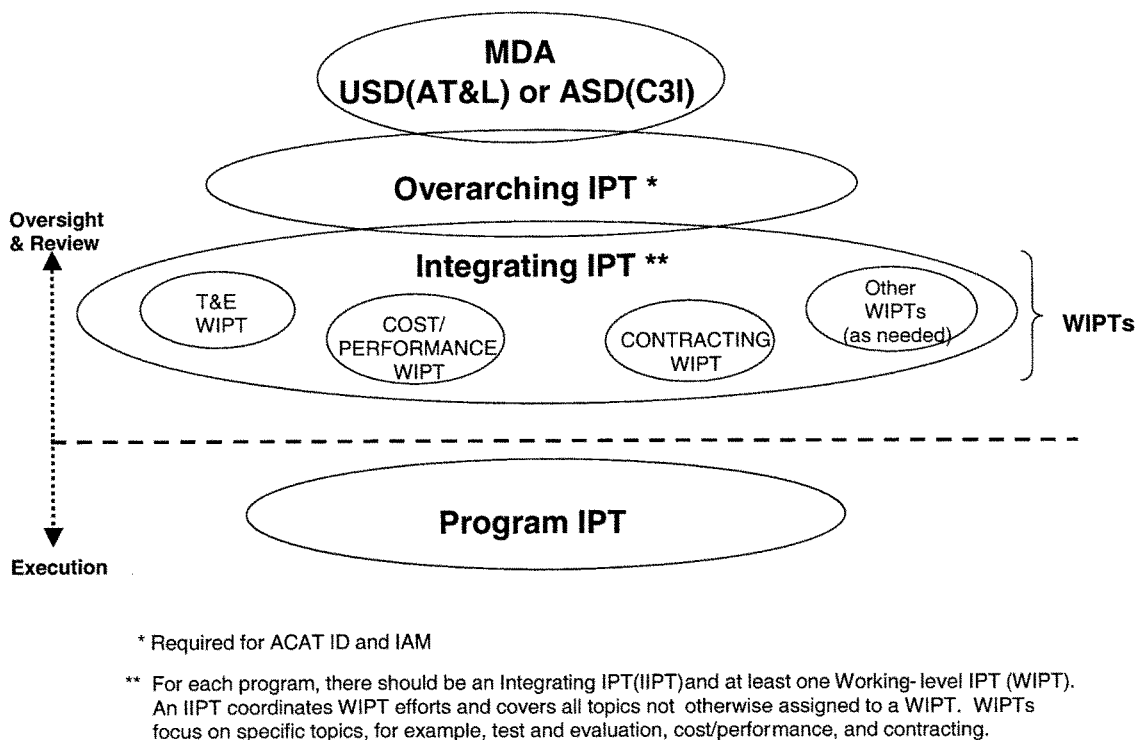 MDA
USD(AT&L) or ASD(C3I)
Overarching IPT *
Oversight
& Review
Integrating IPT **
T&E
WIPT
COST/
PERFORMANCE
WIPT
CONTRACTING
WIPT
Other
WIPTs
(as needed)
WIPTs
Program IPT
Execution
* Required for ACAT ID and IAM
** For each program, there should be an Integrating IPT(IIPT)and at least one Working-level IPT (WIPT).
An IIPT coordinates WIPT efforts and covers all topics not otherwise assigned to a WIPT. WIPTs
focus on specific topics, for example, test and evaluation, cost/performance, and contracting.